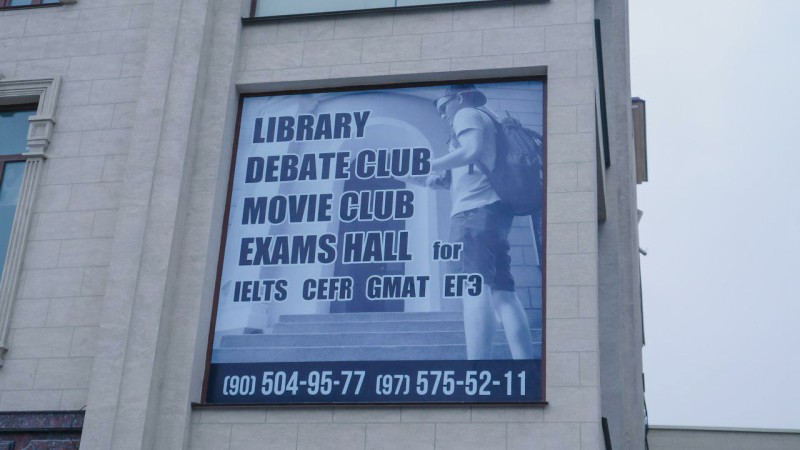 LIBRARY
DEBATE CLUB
MOVIE CLUB
EXAMS HALL for
IELTS CEFR GMAT ЕГЭ
(90) 504-95-77 (97) 575-52-11